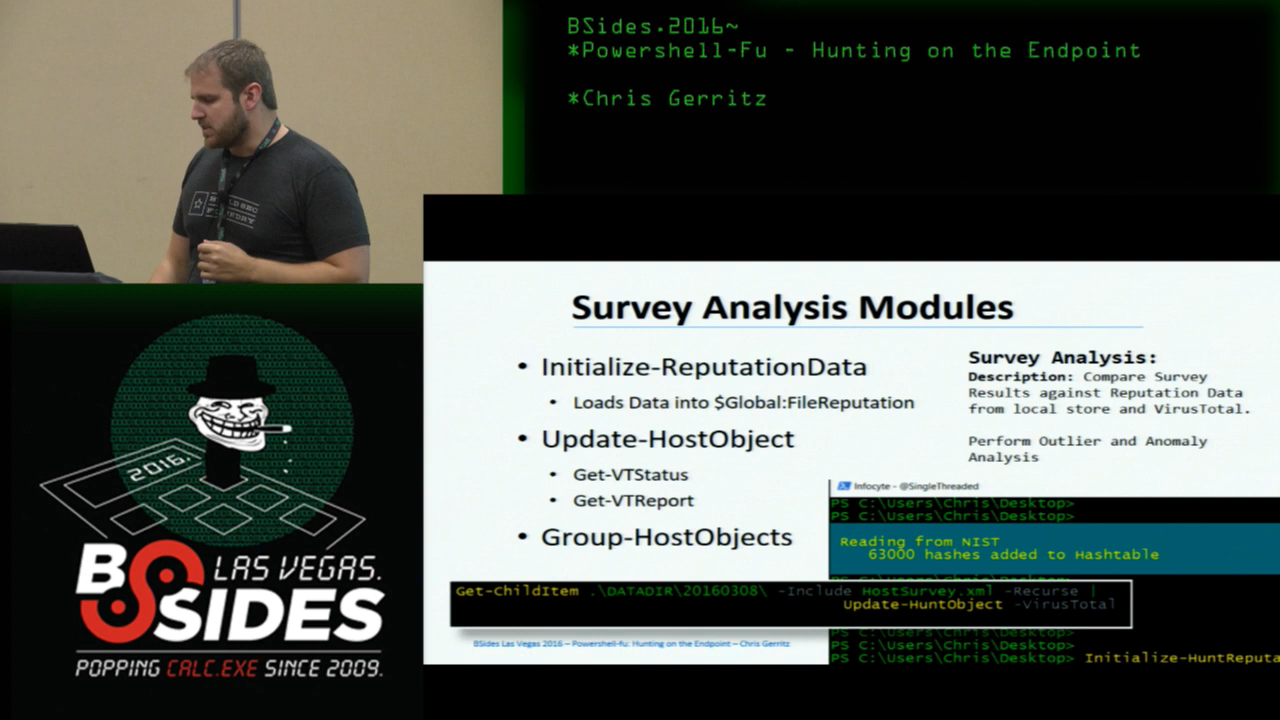 BSides.2016~
*Powershell-Fu - Hunting on the Endpoint
*Chris Gerritz
BUILD SEC
FOUNDRY
Survey Analysis Modules
• Initialize-ReputationData
• Loads Data into $Global:FileReputation
• Update-HostObject
• Get-VTStatus
• Get-VTReport
• Group-HostObjects
Survey Analysis:
Description: Compare Survey
Results against Reputation Data
from local store and VirusTotal.
Perform Outlier and Anomaly
Analysis
Infocyte - @SingleThreaded
PS C:\Users\Chris\Desktop>
PS C:\Users\Chris\Desktop>
Reading from NIST
63000 hashes added to Hashtable
Get-ChildItem .\DATADIR\20160308\ -Include HostSurvey.xml -Recurse |
Update-HuntObject -VirusTotal
PS C:\Users\Chris\Desktop>
PS C:\Users\Chris\Desktop>
PS C:\Users\Chris\Desktop> Initialize-HuntReputa
BSides Las Vegas 2016 – Powershell-fu: Hunting on the Endpoint – Chris Gerritz
2016.
BSIDES
LAS VEGAS.
POPPING CALC.EXE SINCE 2009.